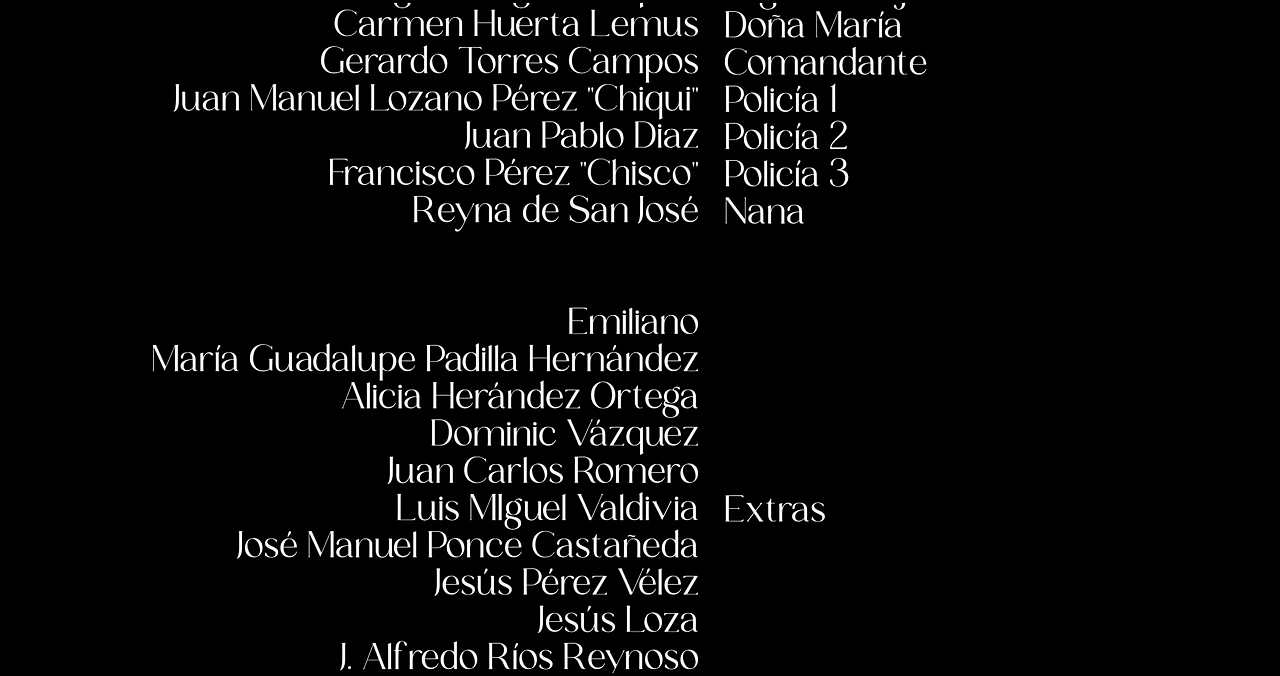 Carmen Huerta Lemus Doña María
Gerardo Torres Campos Comandante
Juan Manuel Lozano Pérez "Chiqui" Policía 1
Juan Pablo Diaz Policía 2
Francisco Pérez "Chisco" Policía 3
Reyna de San José Nana
Emiliano
María Guadalupe Padilla Hernández
Alicia Herández Ortega
Dominic Vázquez
Juan Carlos Romero
Luis MIguel Valdivia Extras
José Manuel Ponce Castañeda
Jesús Pérez Vélez
Jesús Loza
J. Alfredo Ríos Reynoso